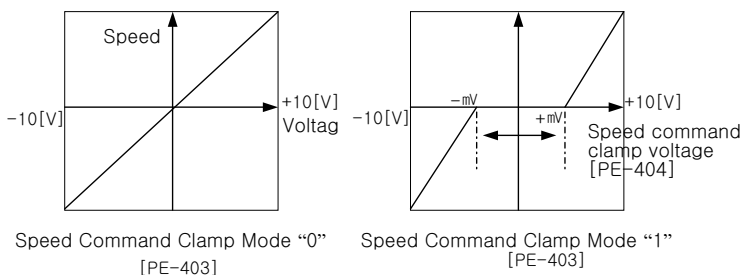 Speed
-10[V]
+10[V]
Voltag
Speed Command Clamp Mode “0”
[PE-403]
-mV
+mV
-10[V]
+10[V]
Speed command
clamp voltage
[PE-404]
Speed Command Clamp Mode “1”
[PE-403]